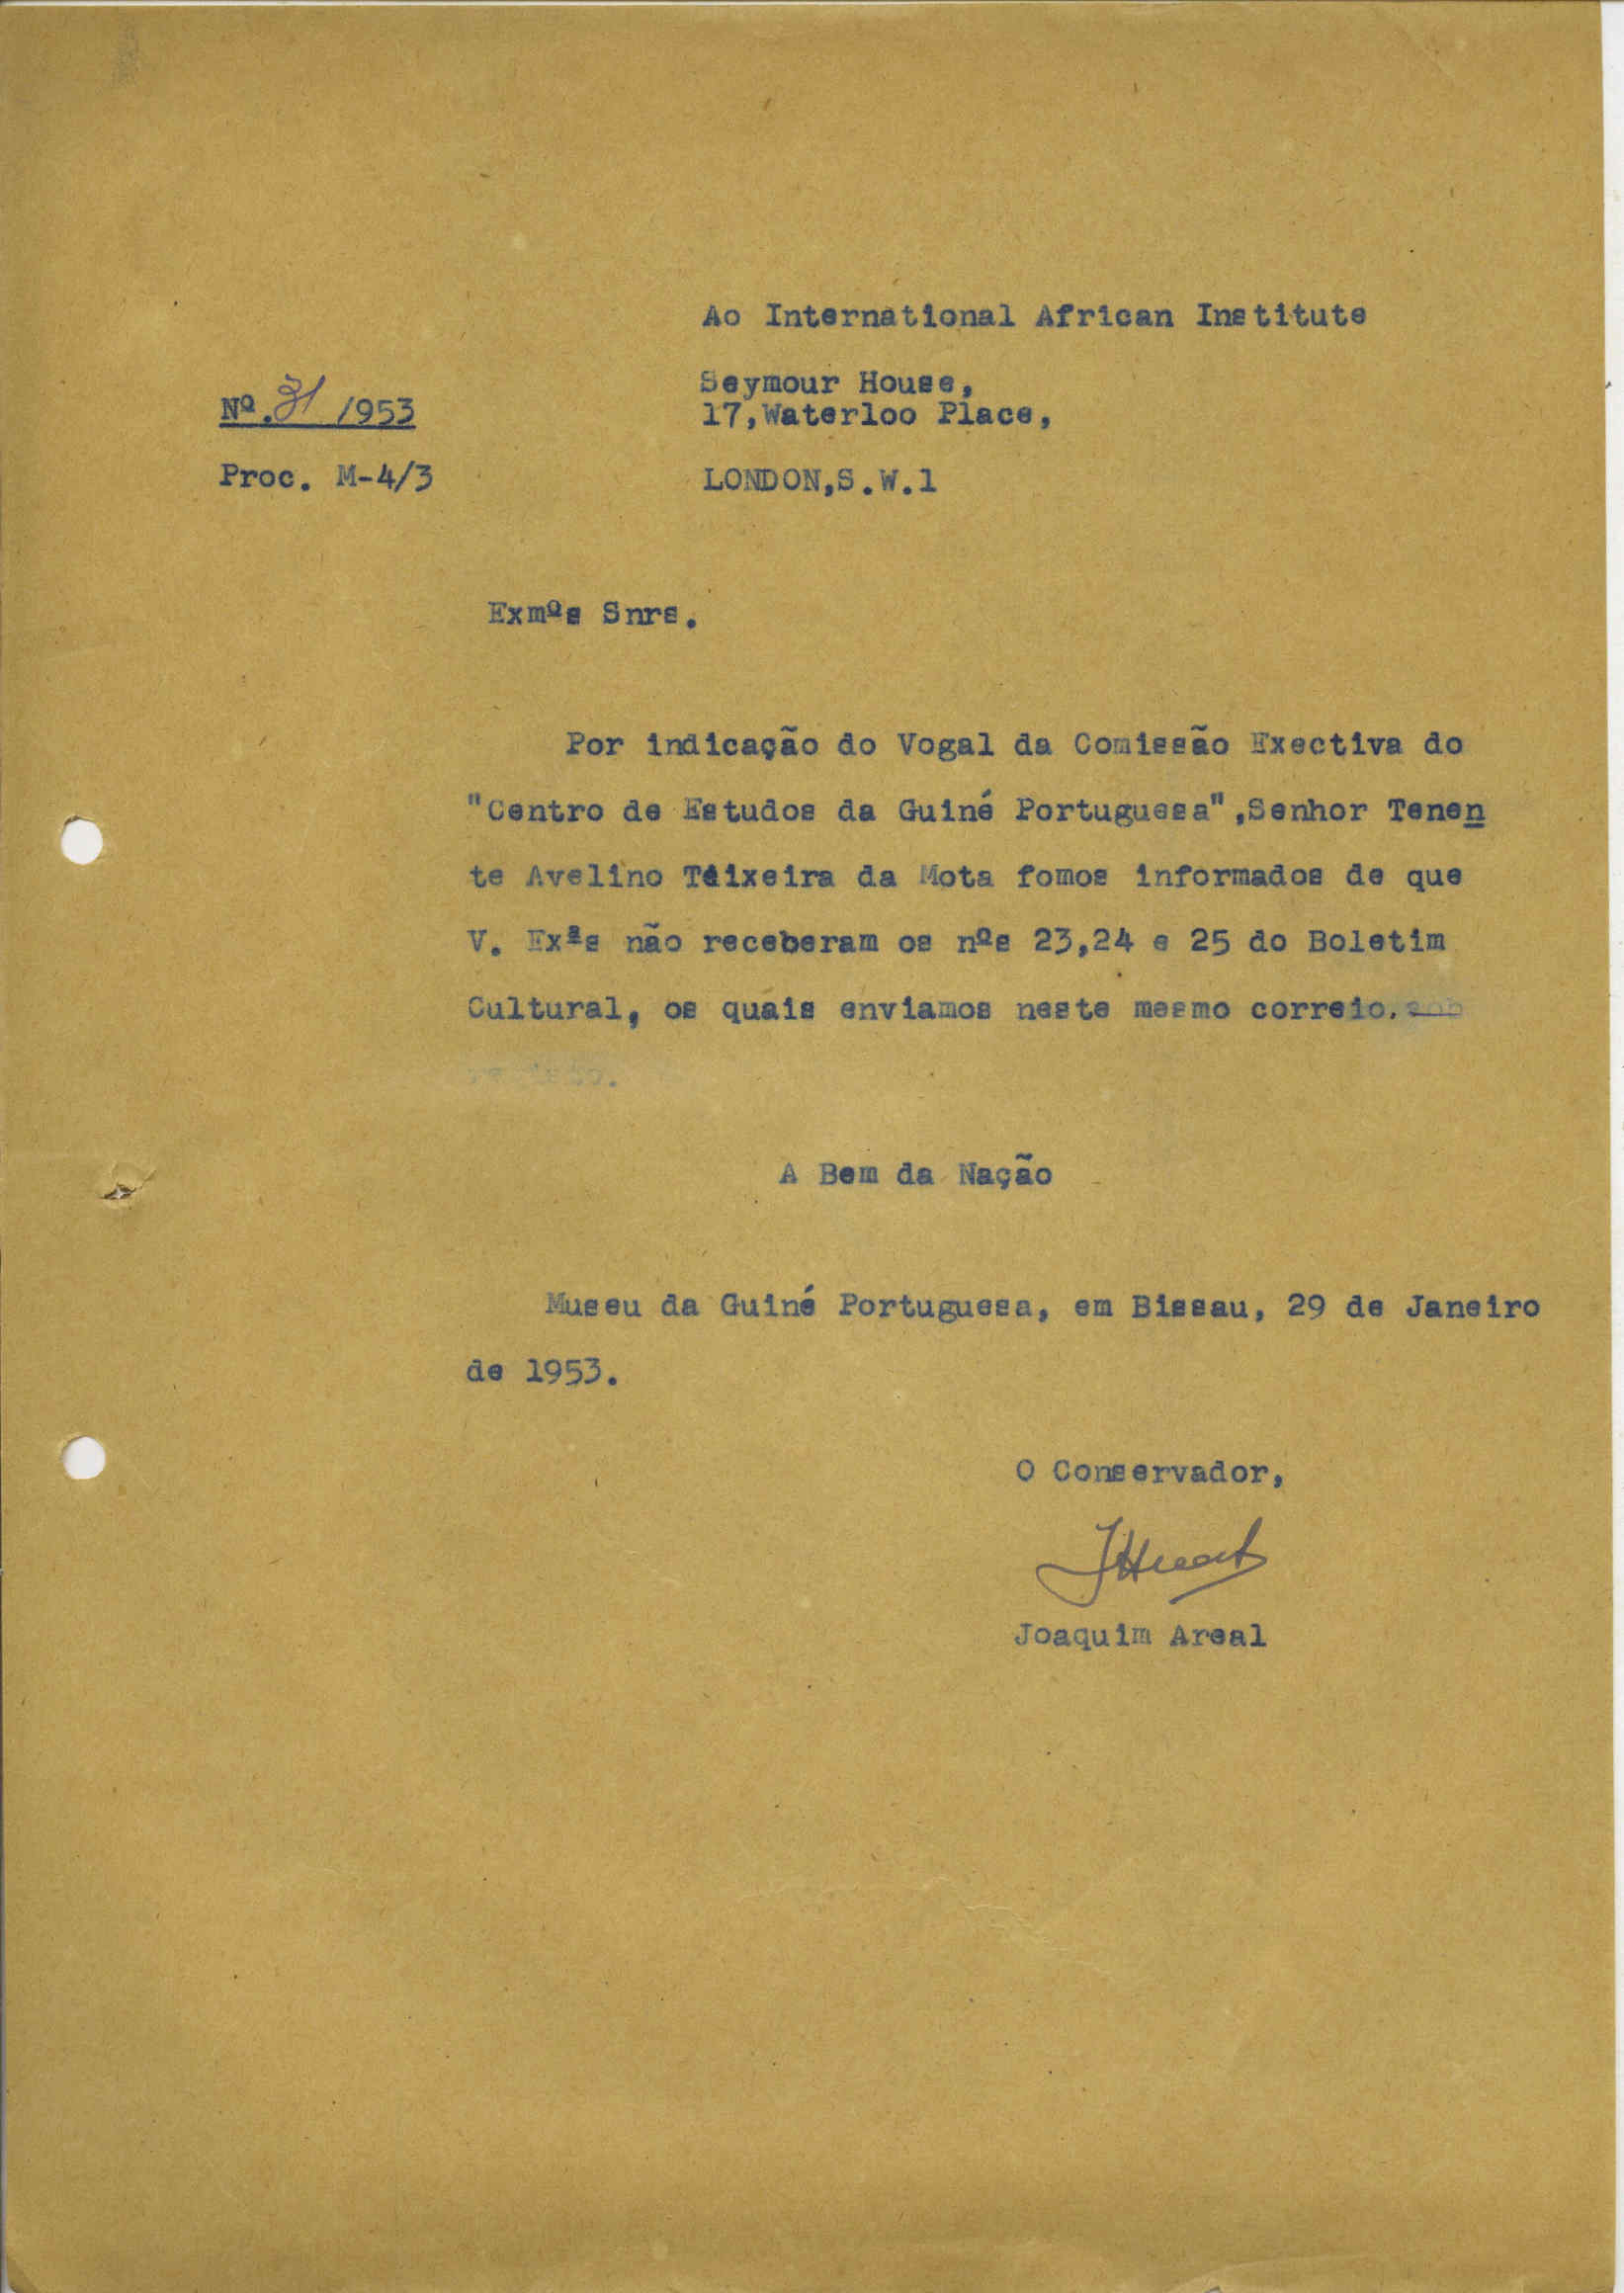 Ao International African Institute
Seymour House,
Nº. 31 /953
17,Waterloo Place,
Proc. M-4/3
LONDON,S.W.1
Exmºs Snrs.
Por indicação do Vogal da Comissão Exectiva do
"Centro de Estudos da Guiné Portuguesa",Senhor Tenen
te Avelino Teixeira da Mota fomos informados de que
V. Exªs não receberam os nºs 23,24 e 25 do Boletim
Cultural, os quais enviamos neste mesmo correio. sob
A Bem da Nação
Museu da Guiné Portuguesa, em Bissau, 29 de Janeiro
de 1953.
O Conservador,
Joaquim Areal